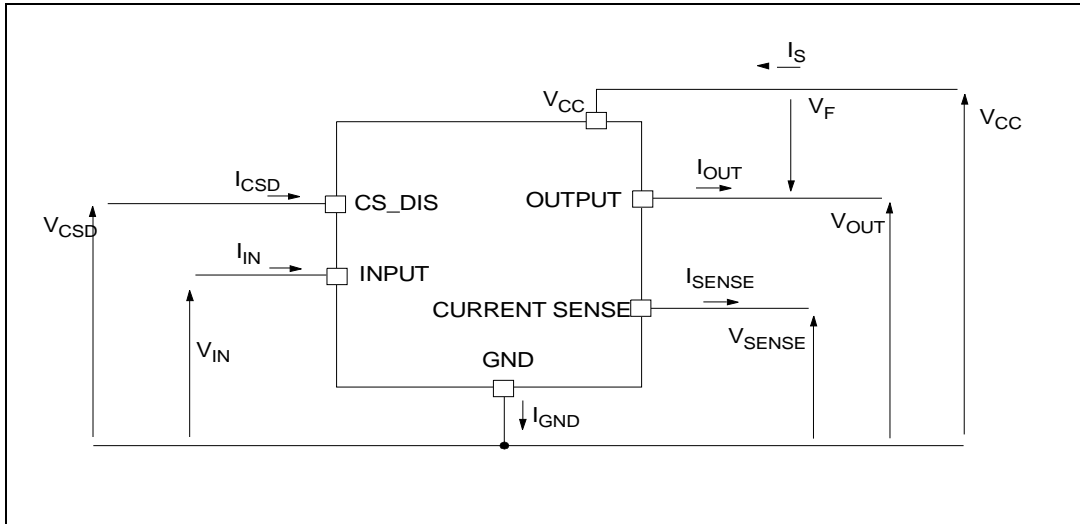 I_S
V_CC
V_F
V_CC
I_CSD
I_OUT
CS_DIS
OUTPUT
V_CSD
V_OUT
I_IN
INPUT
I_SENSE
CURRENT SENSE
V_IN
V_SENSE
GND
I_GND